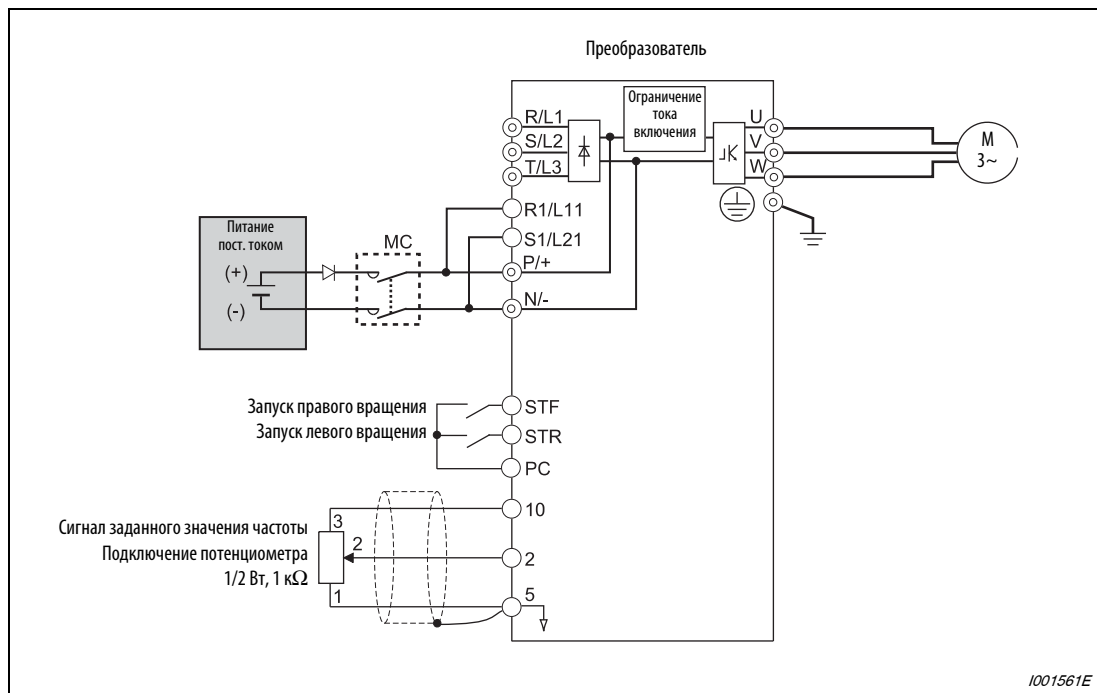 Преобразователь
Ограничение
тока
включения
R/L1
S/L2
T/L3
R1/L11
S1/L21
P/+
N/-
U
V
W
M
3~
Питание
пост. током
(+)
(-)
MC
Запуск правого вращения
Запуск левого вращения
STF
STR
PC
Сигнал заданного значения частоты
Подключение потенциометра
1/2 Вт, 1 кΩ
3
2
1
10
2
5
I001561E